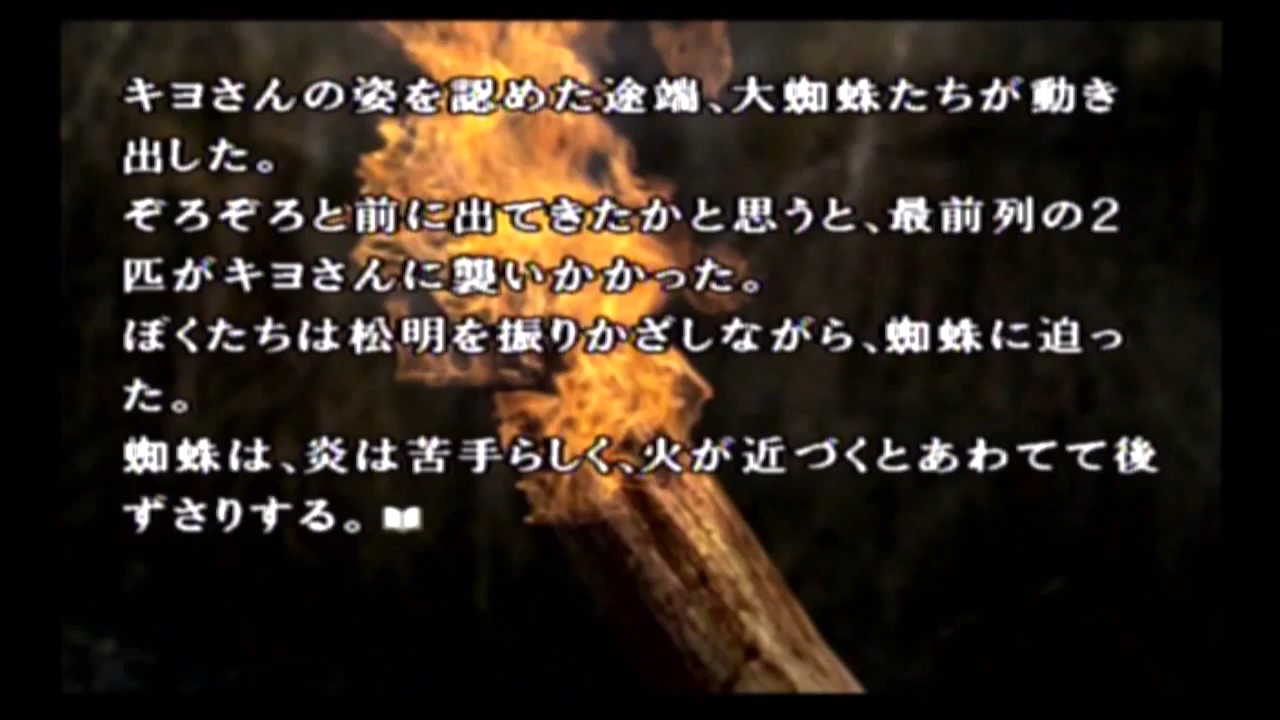 キヨさんの姿を認めた途端、大蜘蛛たちが動き
出した。
ぞろぞろと前に出てきたかと思うと、最前列の2
匹がキヨさんに襲いかかった。
ぼくたちは松明を振りかざしながら、蜘蛛に迫っ
た。
蜘蛛は、炎は苦手らしく、火が近づくとあわてて後
ずさりする。